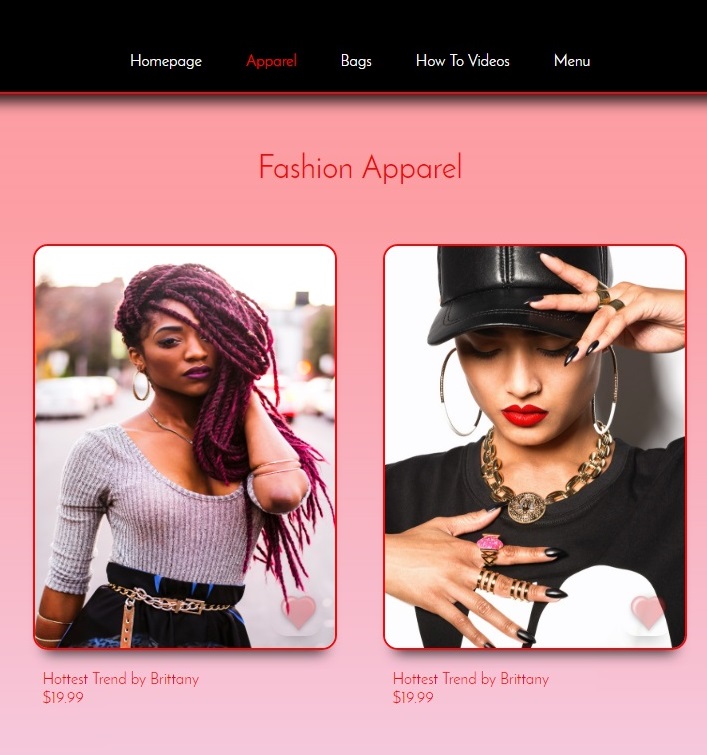 Homepage Apparel Bags How To Videos Menu
Fashion Apparel
Hottest Trend by Brittany
$19.99
Hottest Trend by Brittany
$19.99